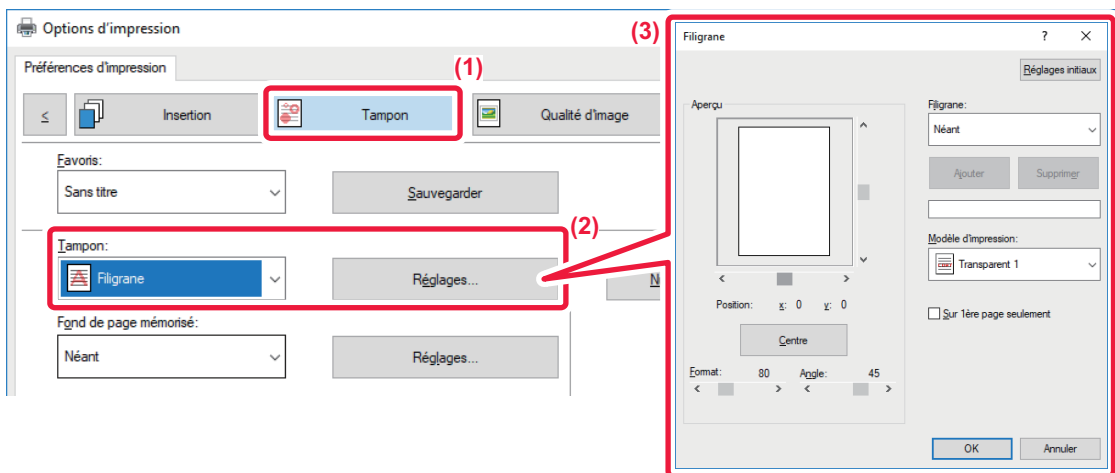 Options d'impression
Préférences d'impression
(1)
<
Insertion
Tampon
Qualité d'image
Favoris:
Sans titre
Sauvegarder
(2)
Tampon:
Filigrane
Réglages...
Fond de page mémorisé:
Néant
Réglages...
(3)
Filigrane
?
Réglages initiaux
Aperçu
Filigrane:
Néant
Ajouter
Supprimer
Modèle d'impression:
Transparent 1
Sur 1ère page seulement
Position: x: 0 y: 0
Centre
Format: 80 Angle: 45
OK
Annuler